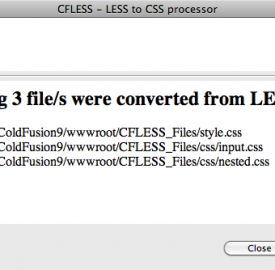 CFLESS – LESS to CSS processor
g 3 file/s were converted from LE
ColdFusion9/wwwroot/CFLESS_Files/style.css
ColdFusion9/wwwroot/CFLESS_Files/css/input.css
ColdFusion9/wwwroot/CFLESS_Files/css/nested.css
Close